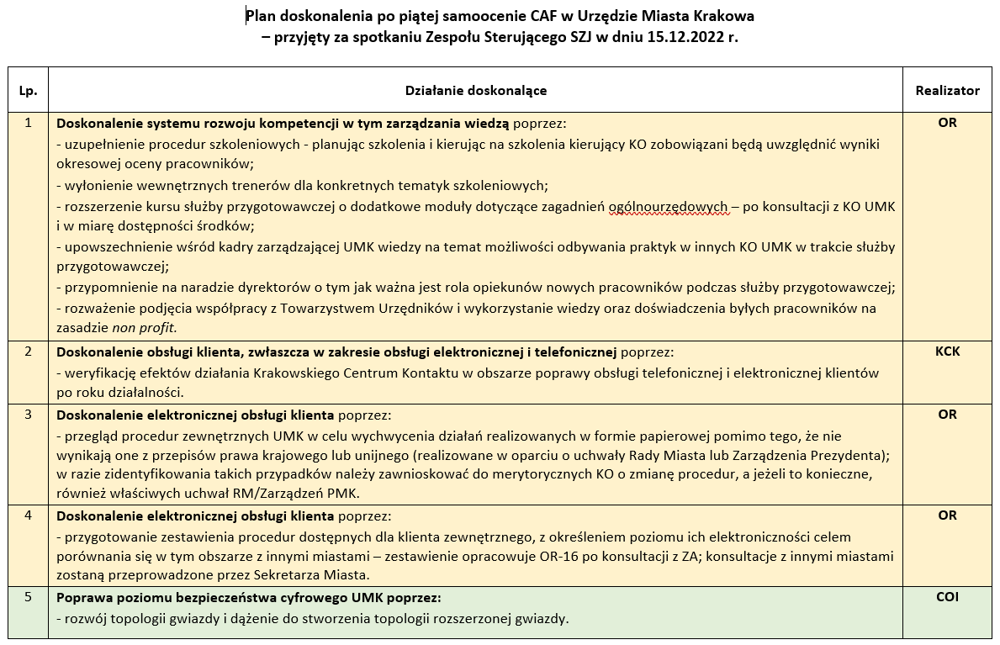 Plan doskonalenia po piątej samoocenie CAF w Urzędzie Miasta Krakowa
– przyjęty za spotkaniu Zespołu Sterującego SZJ w dniu 15.12.2022 r.
Lp. Działanie doskonalące Realizator
1 Doskonalenie systemu rozwoju kompetencji w tym zarządzania wiedzą poprzez: OR
- uzupełnienie procedur szkoleniowych - planując szkolenia i kierując na szkolenia kierujący KO zobowiązani będą uwzględnić wyniki
okresowej oceny pracowników;
- wyłonienie wewnętrznych trenerów dla konkretnych tematyk szkoleniowych;
- rozszerzenie kursu służby przygotowawczej o dodatkowe moduły dotyczące zagadnień ogólnourzędowych – po konsultacji z KO UMK
i w miarę dostępności środków;
- upowszechnienie wśród kadry zarządzającej UMK wiedzy na temat możliwości odbywania praktyk w innych KO UMK w trakcie służby
przygotowawczej;
- przypomnienie na naradzie dyrektorów o tym jak ważna jest rola opiekunów nowych pracowników podczas służby przygotowawczej;
- rozważenie podjęcia współpracy z Towarzystwem Urzędników i wykorzystanie wiedzy oraz doświadczenia byłych pracowników na
zasadzie non profit.
2 Doskonalenie obsługi klienta, zwłaszcza w zakresie obsługi elektronicznej i telefonicznej poprzez: KCK
- weryfikację efektów działania Krakowskiego Centrum Kontaktu w obszarze poprawy obsługi telefonicznej i elektronicznej klientów
po roku działalności.
3 Doskonalenie elektronicznej obsługi klienta poprzez: OR
- przegląd procedur zewnętrznych UMK w celu wychwycenia działań realizowanych w formie papierowej pomimo tego, że nie
wynikają one z przepisów prawa krajowego lub unijnego (realizowane w oparciu o uchwały Rady Miasta lub Zarządzenia Prezydenta);
w razie zidentyfikowania takich przypadków należy zawnioskować do merytorycznych KO o zmianę procedur, a jeżeli to konieczne,
również właściwych uchwał RM/Zarządzeń PMK.
4 Doskonalenie elektronicznej obsługi klienta poprzez: OR
- przygotowanie zestawienia procedur dostępnych dla klienta zewnętrznego, z określeniem poziomu ich elektroniczności celem
porównania się w tym obszarze z innymi miastami – zestawienie opracowuje OR-16 po konsultacji z ZA; konsultacje z innymi miastami
zostaną przeprowadzone przez Sekretarza Miasta.
5 Poprawa poziomu bezpieczeństwa cyfrowego UMK poprzez: COI
- rozwój topologii gwiazdy i dążenie do stworzenia topologii rozszerzonej gwiazdy.